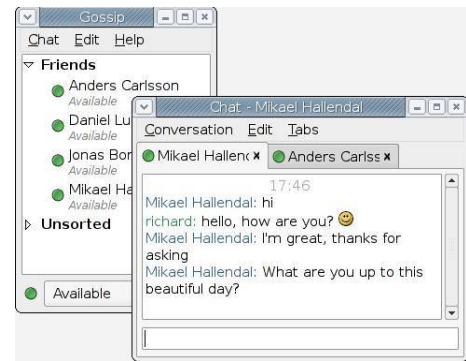 Gossip
Chat Edit Help
Friends
Anders Carlsson
Available
Daniel Lu
Available
Jonas Bor
Available
Mikael Ha
Available
Unsorted
Available
Chat - Mikael Hallendal
Conversation Edit Tabs
Mikael Hallenc Anders Carlss
17:46
Mikael Hallendal: hi
richard: hello, how are you?
Mikael Hallendal: I'm great, thanks for
asking
Mikael Hallendal: What are you up to this
beautiful day?